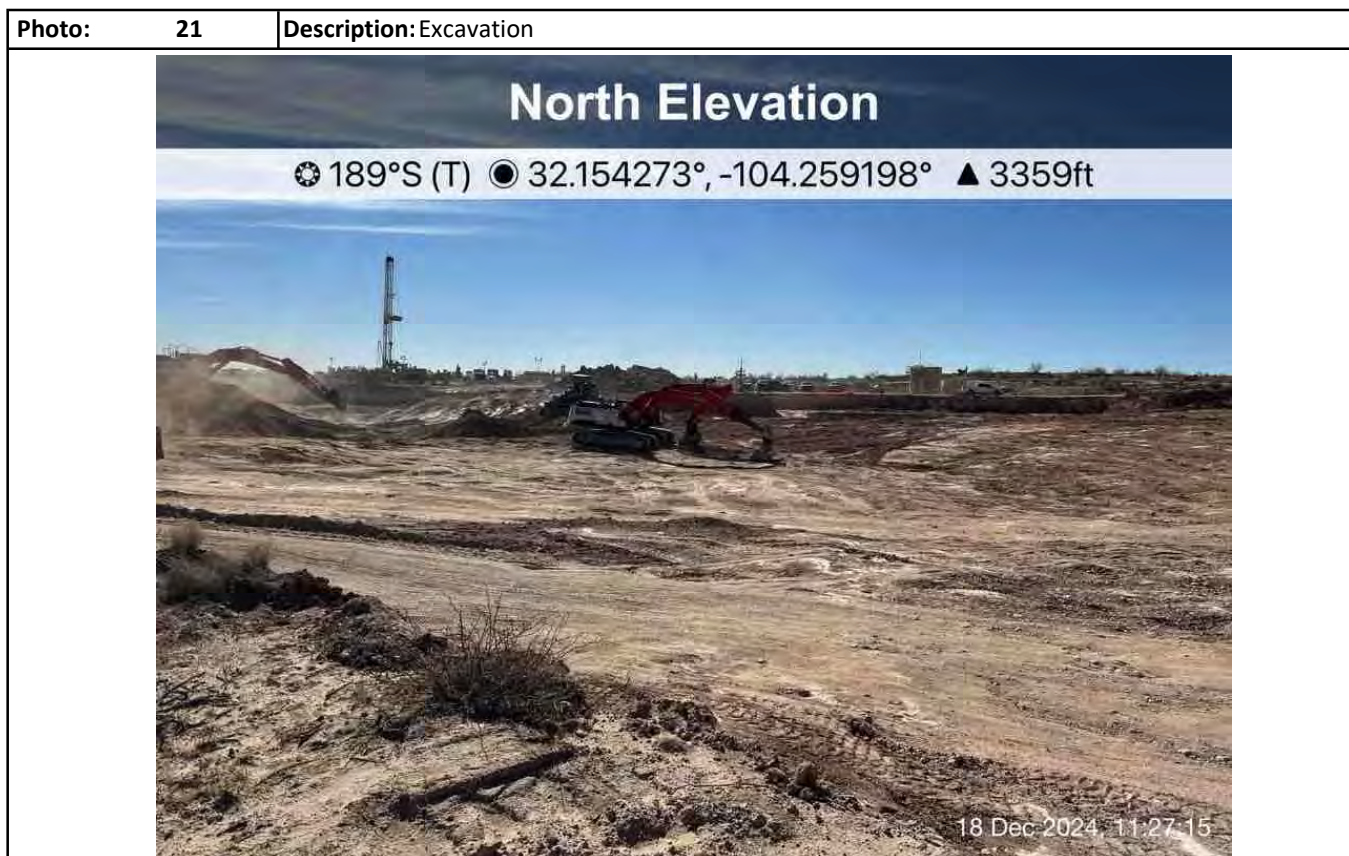 Photo: 21 Description: Excavation
North Elevation
189°S (T) 32.154273°, -104.259198° ▲ 3359ft
18 Dec 2024, 11:27:15